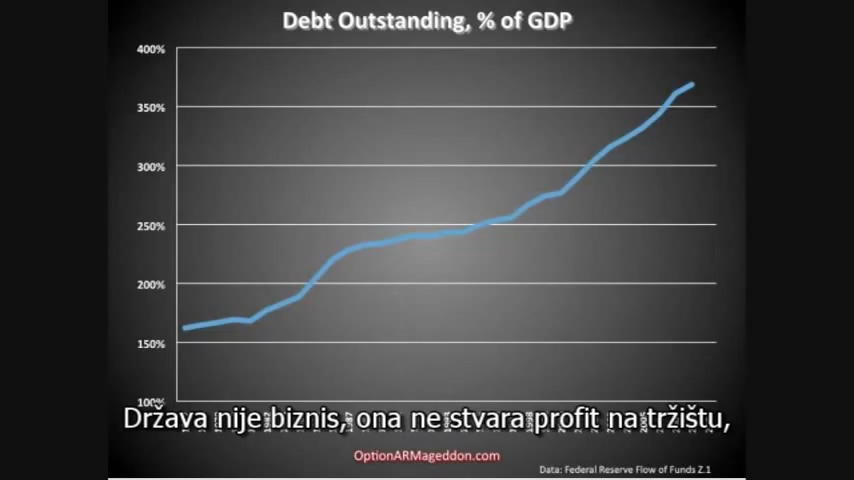 Debt Outstanding, % of GDP
400%
350%
300%
250%
200%
150%
100%
Država nije biznis, ona ne stvara profit na tržištu,
OptionARMageddon.com
Data: Federal Reserve Flow of Funds Z.1